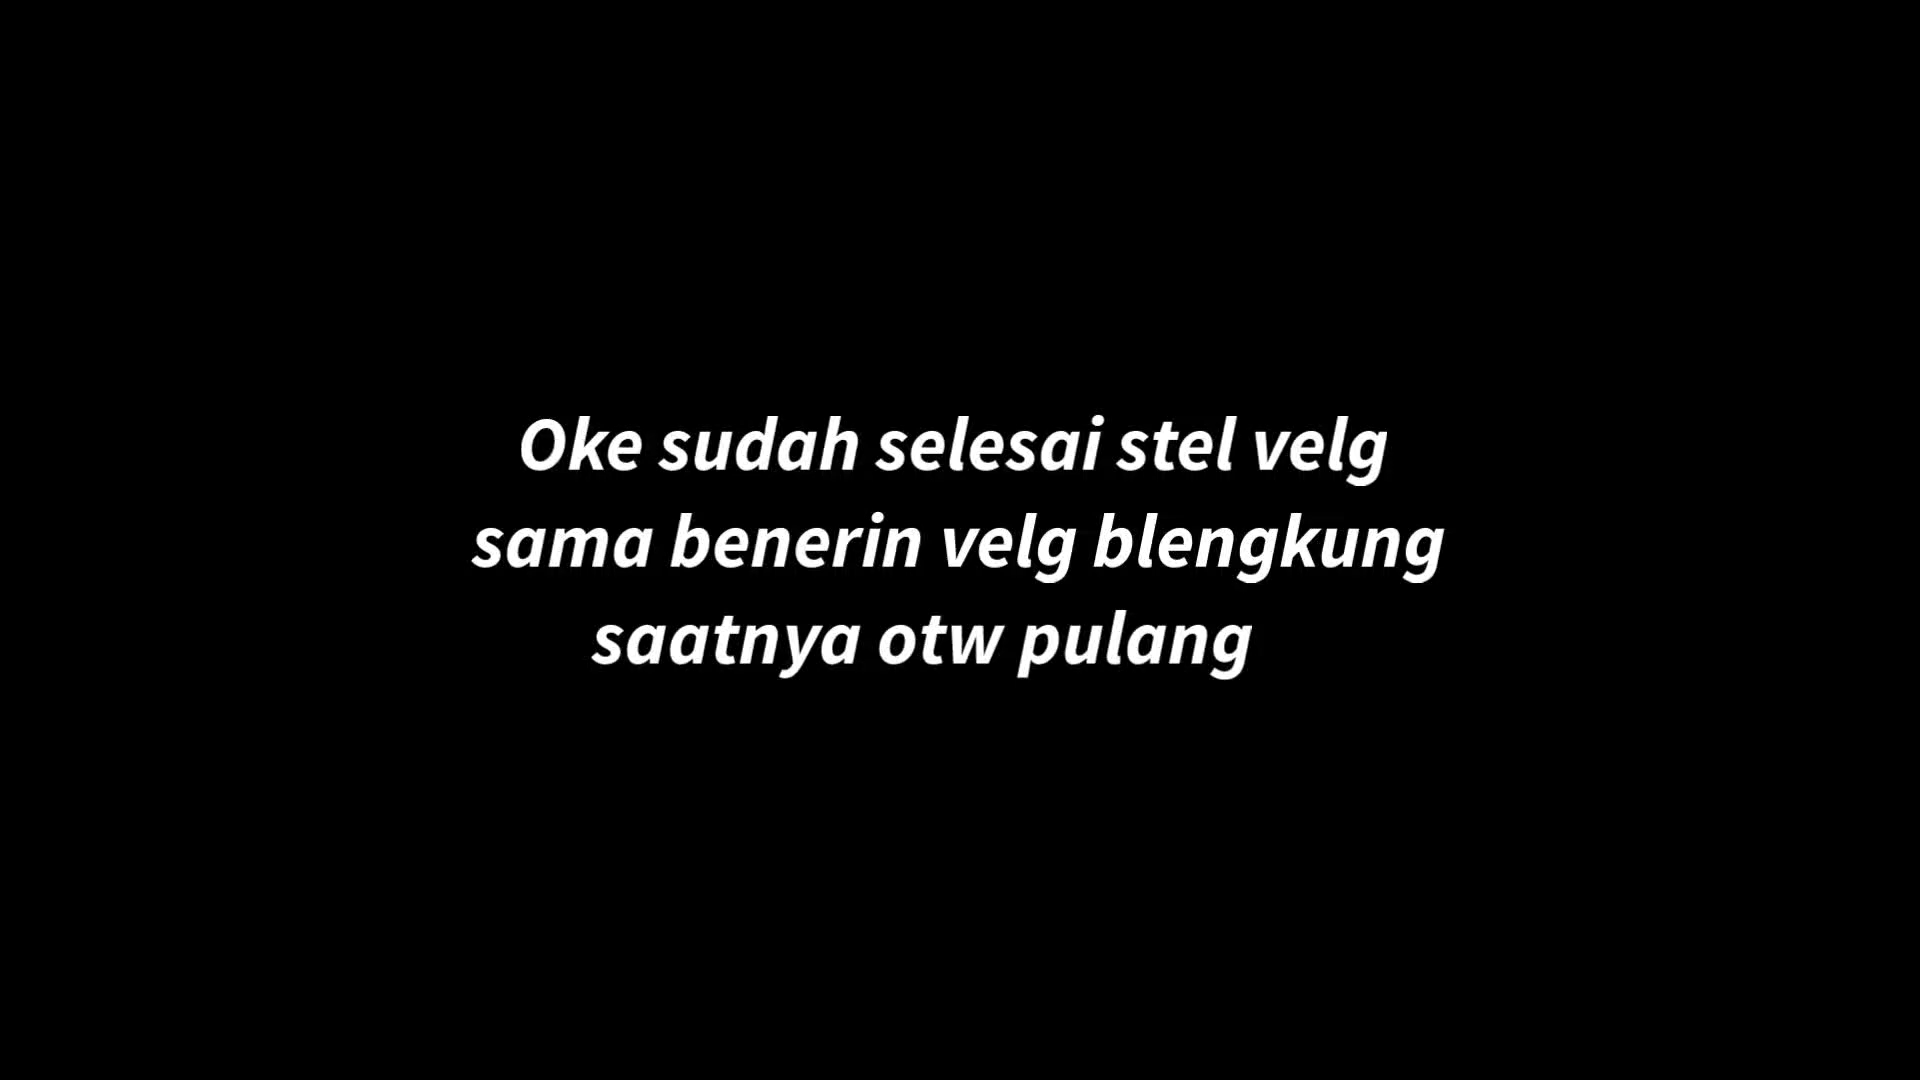 Oke sudah selesai stel velg
sama benerin velg blengkung
saatnya otw pulang